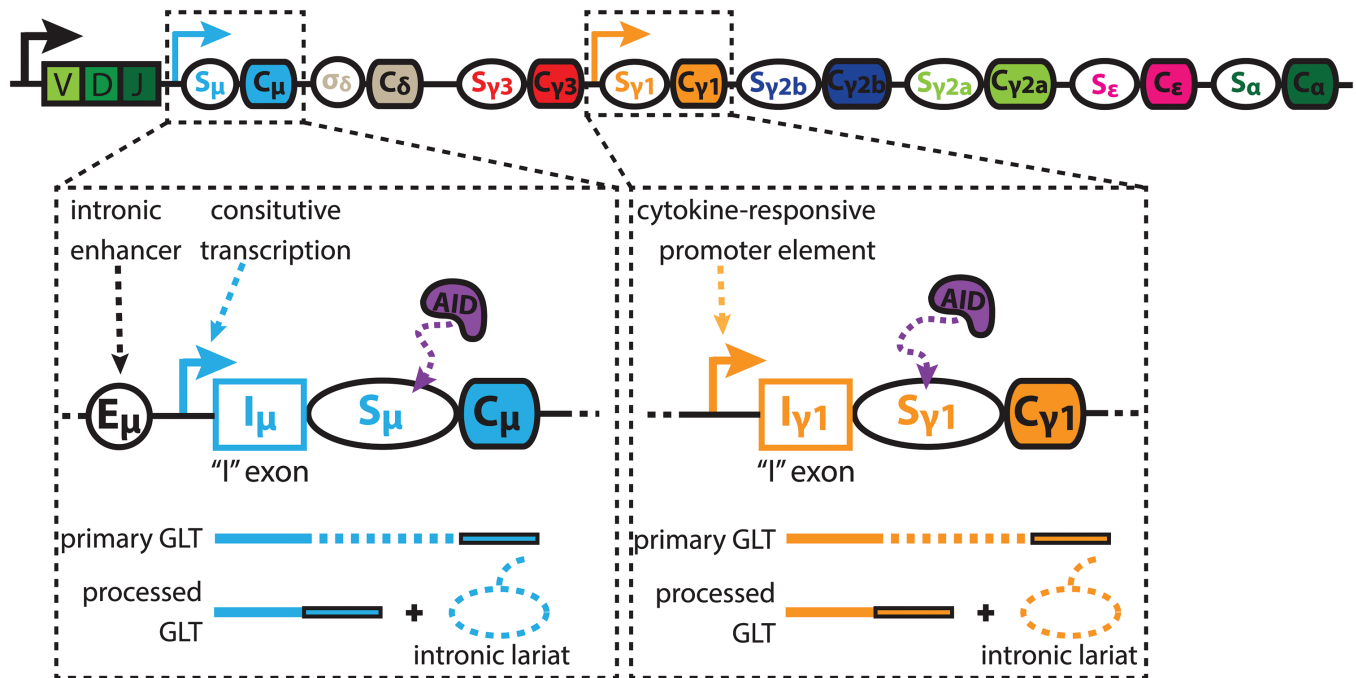 V D J Sμ Cμ σδ Cδ Sγ3 Cγ3 Sγ1 Cγ1 Sγ2b Cγ2b Sγ2a Cγ2a Sε Cε Sα Cα
intronic
enhancer
consitutive
transcription
AID
Eμ Iμ Sμ Cμ
“I” exon
primary GLT
processed
GLT
+
intronic lariat
cytokine-responsive
promoter element
AID
Iγ1 Sγ1 Cγ1
“I” exon
primary GLT
processed
GLT
+
intronic lariat